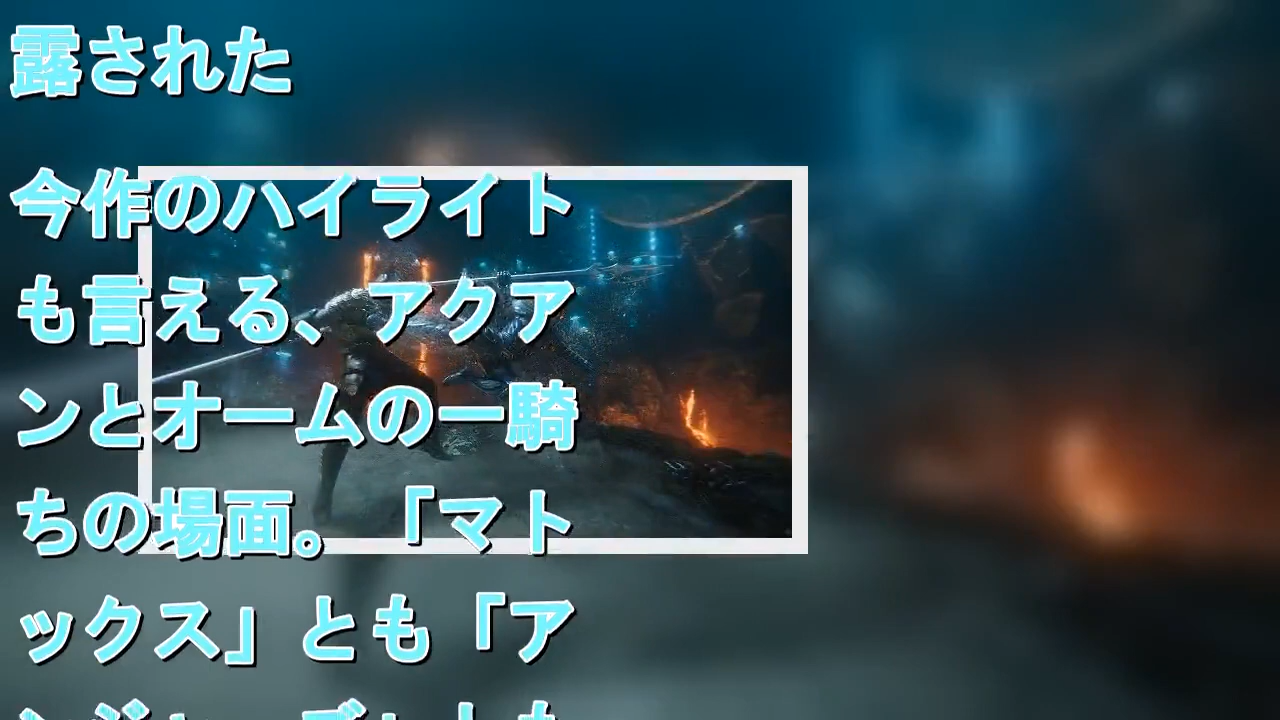 露された
今作のハイライト
も言える、アクア
ンとオームの一騎
ちの場面。「マト
ックス」とも「ア